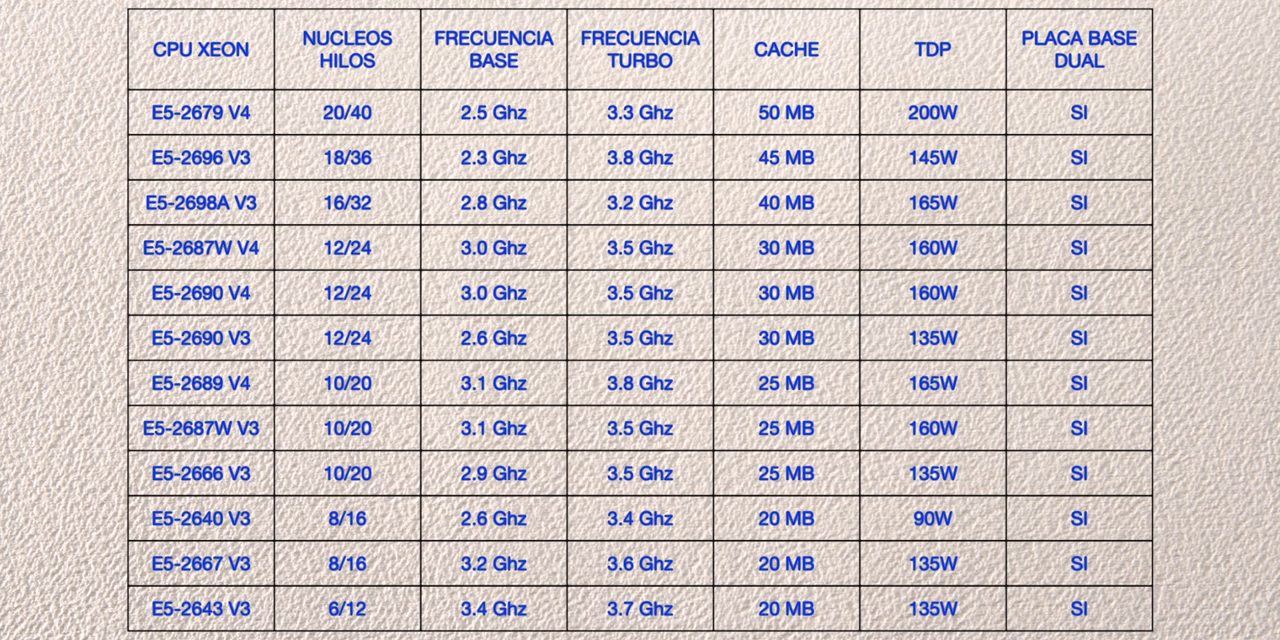 CPU XEON NUCLEOS HILOS FRECUENCIA BASE FRECUENCIA TURBO CACHE TDP PLACA BASE DUAL
E5-2679 V4 20/40 2.5 Ghz 3.3 Ghz 50 MB 200W SI
E5-2696 V3 18/36 2.3 Ghz 3.8 Ghz 45 MB 145W SI
E5-2698A V3 16/32 2.8 Ghz 3.2 Ghz 40 MB 165W SI
E5-2687W V4 12/24 3.0 Ghz 3.5 Ghz 30 MB 160W SI
E5-2690 V4 12/24 3.0 Ghz 3.5 Ghz 30 MB 160W SI
E5-2690 V3 12/24 2.6 Ghz 3.5 Ghz 30 MB 135W SI
E5-2689 V4 10/20 3.1 Ghz 3.8 Ghz 25 MB 165W SI
E5-2687W V3 10/20 3.1 Ghz 3.5 Ghz 25 MB 160W SI
E5-2666 V3 10/20 2.9 Ghz 3.5 Ghz 25 MB 135W SI
E5-2640 V3 8/16 2.6 Ghz 3.4 Ghz 20 MB 90W SI
E5-2667 V3 8/16 3.2 Ghz 3.6 Ghz 20 MB 135W SI
E5-2643 V3 6/12 3.4 Ghz 3.7 Ghz 20 MB 135W SI